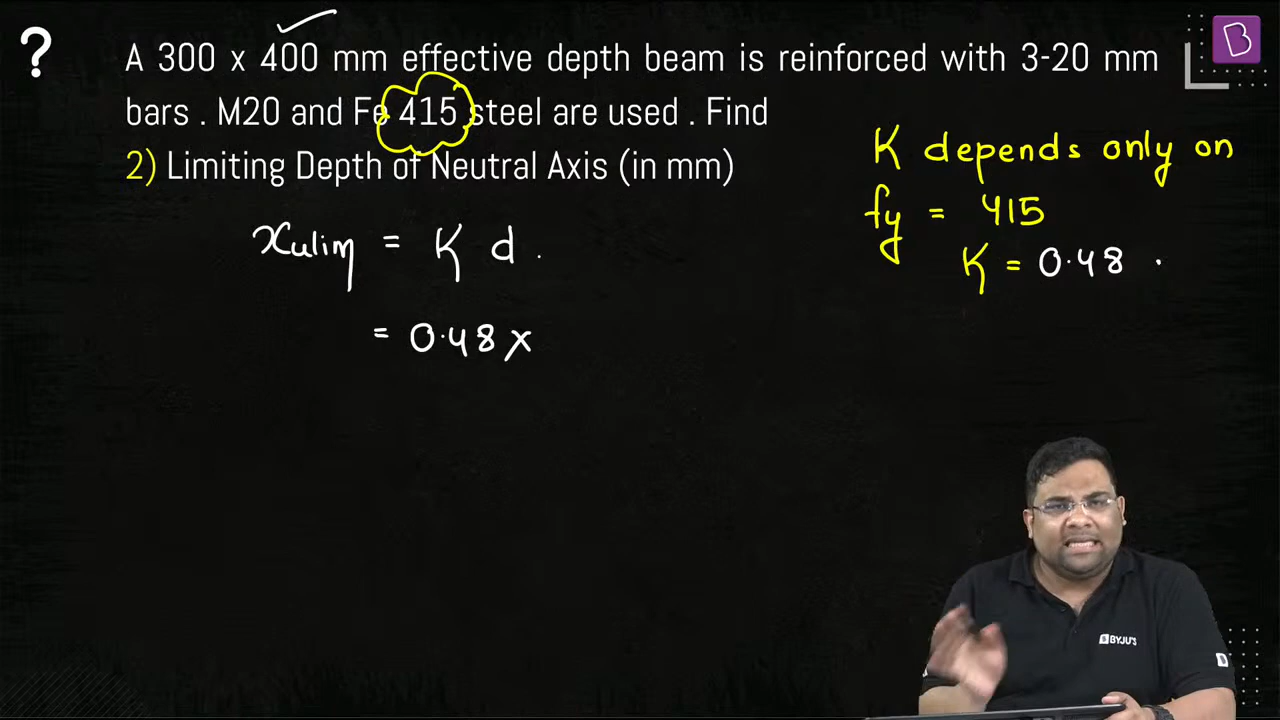 ?
A 300 x 400 mm effective depth beam is reinforced with 3-20 mm
bars . M20 and Fe 415 steel are used . Find
2) Limiting Depth of Neutral Axis (in mm)
K depends only on
fy = 415
K = 0.48 .
xulim = K d .
= 0.48 x
B
BYJU'S